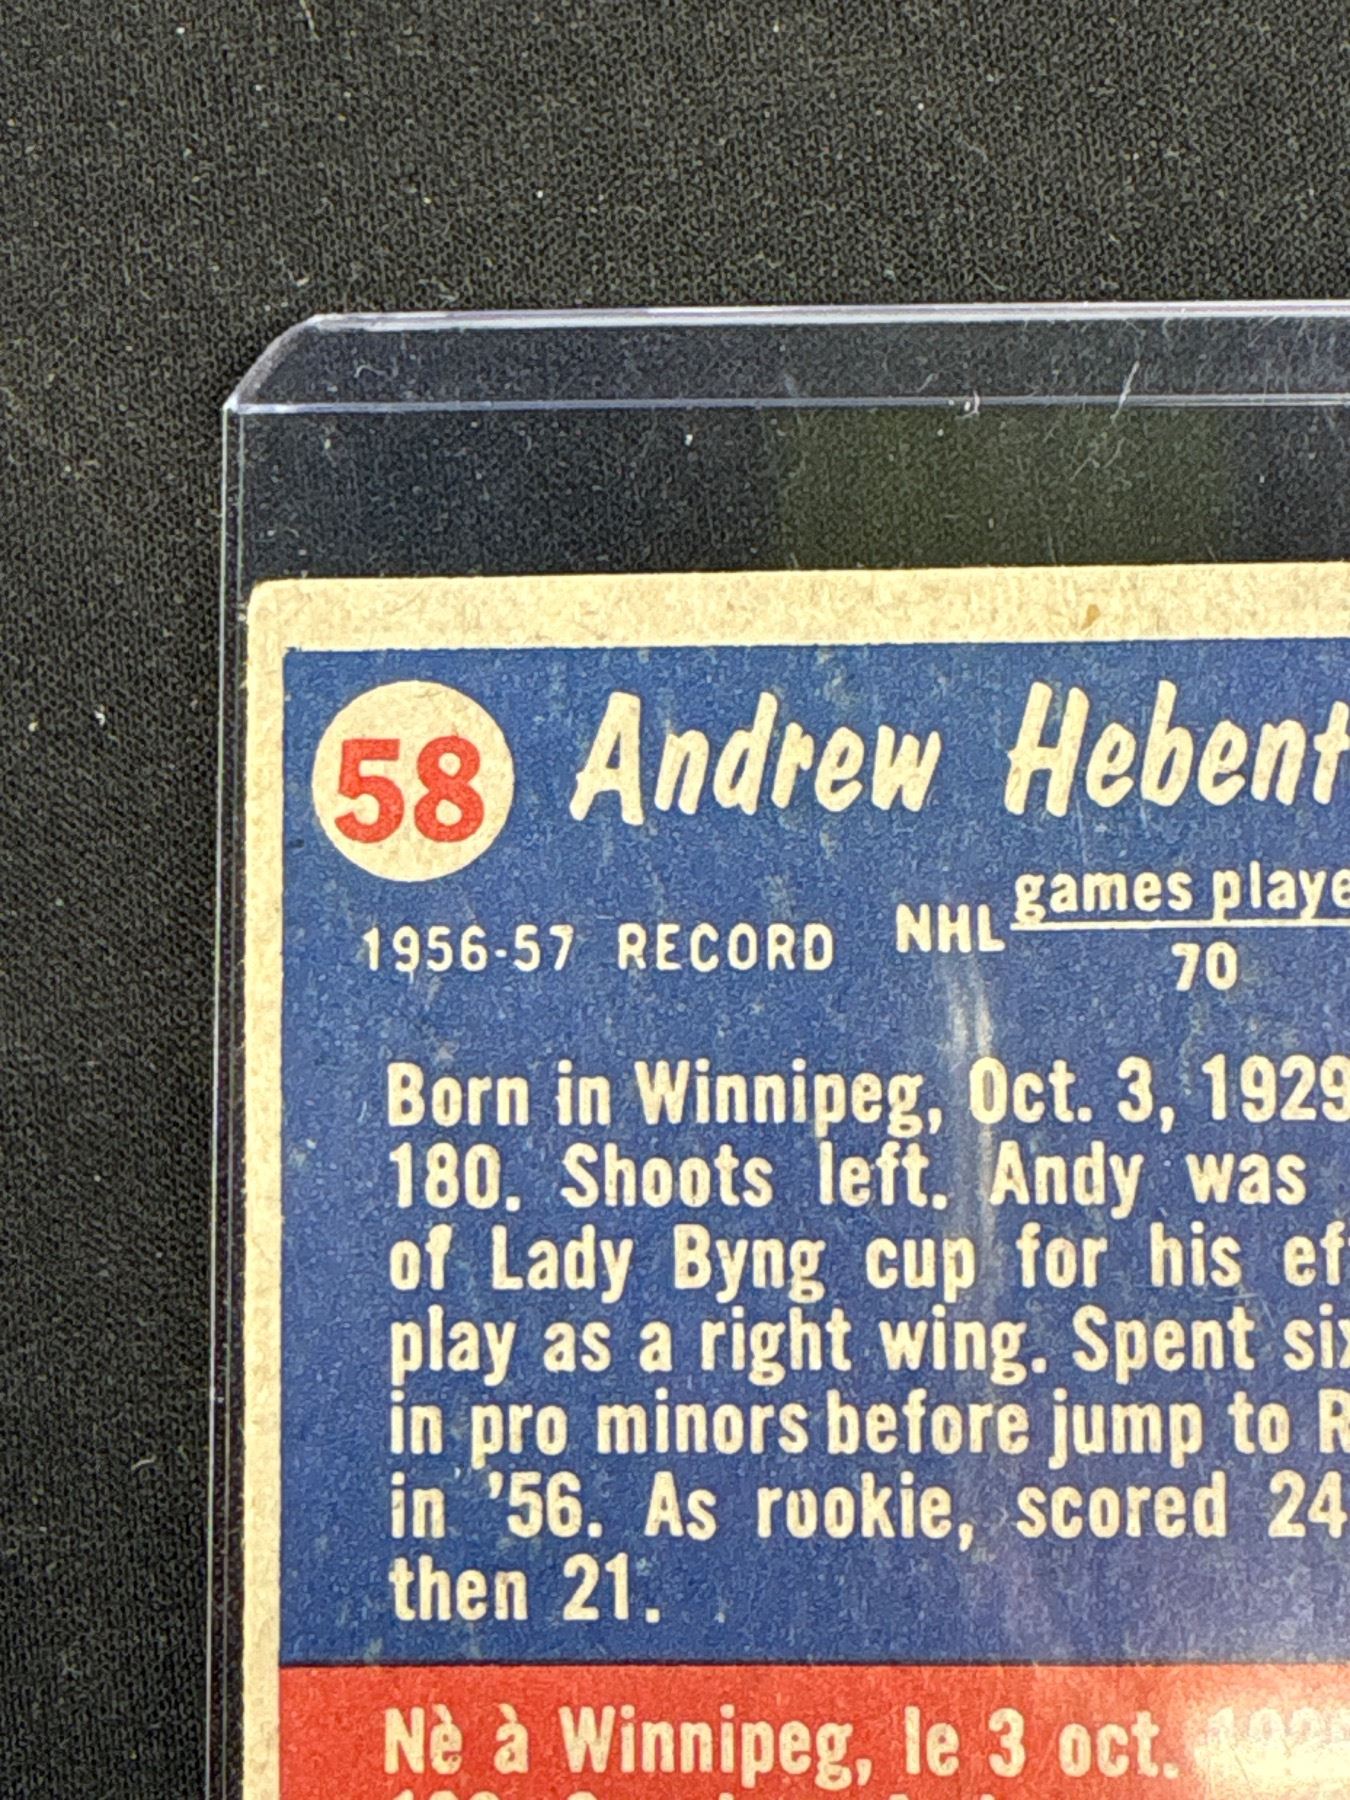 58 Andrew Hebent
games playe
1956-57 RECORD NHL
70
Born in Winnipeg, Oct. 3, 1929
180. Shoots left. Andy was
of Lady Byng cup for his eff
play as a right wing. Spent six
in pro minors before jump to R
in '56. As rookie, scored 24
then 21.
Nè à Winnipeg, le 3 oct.